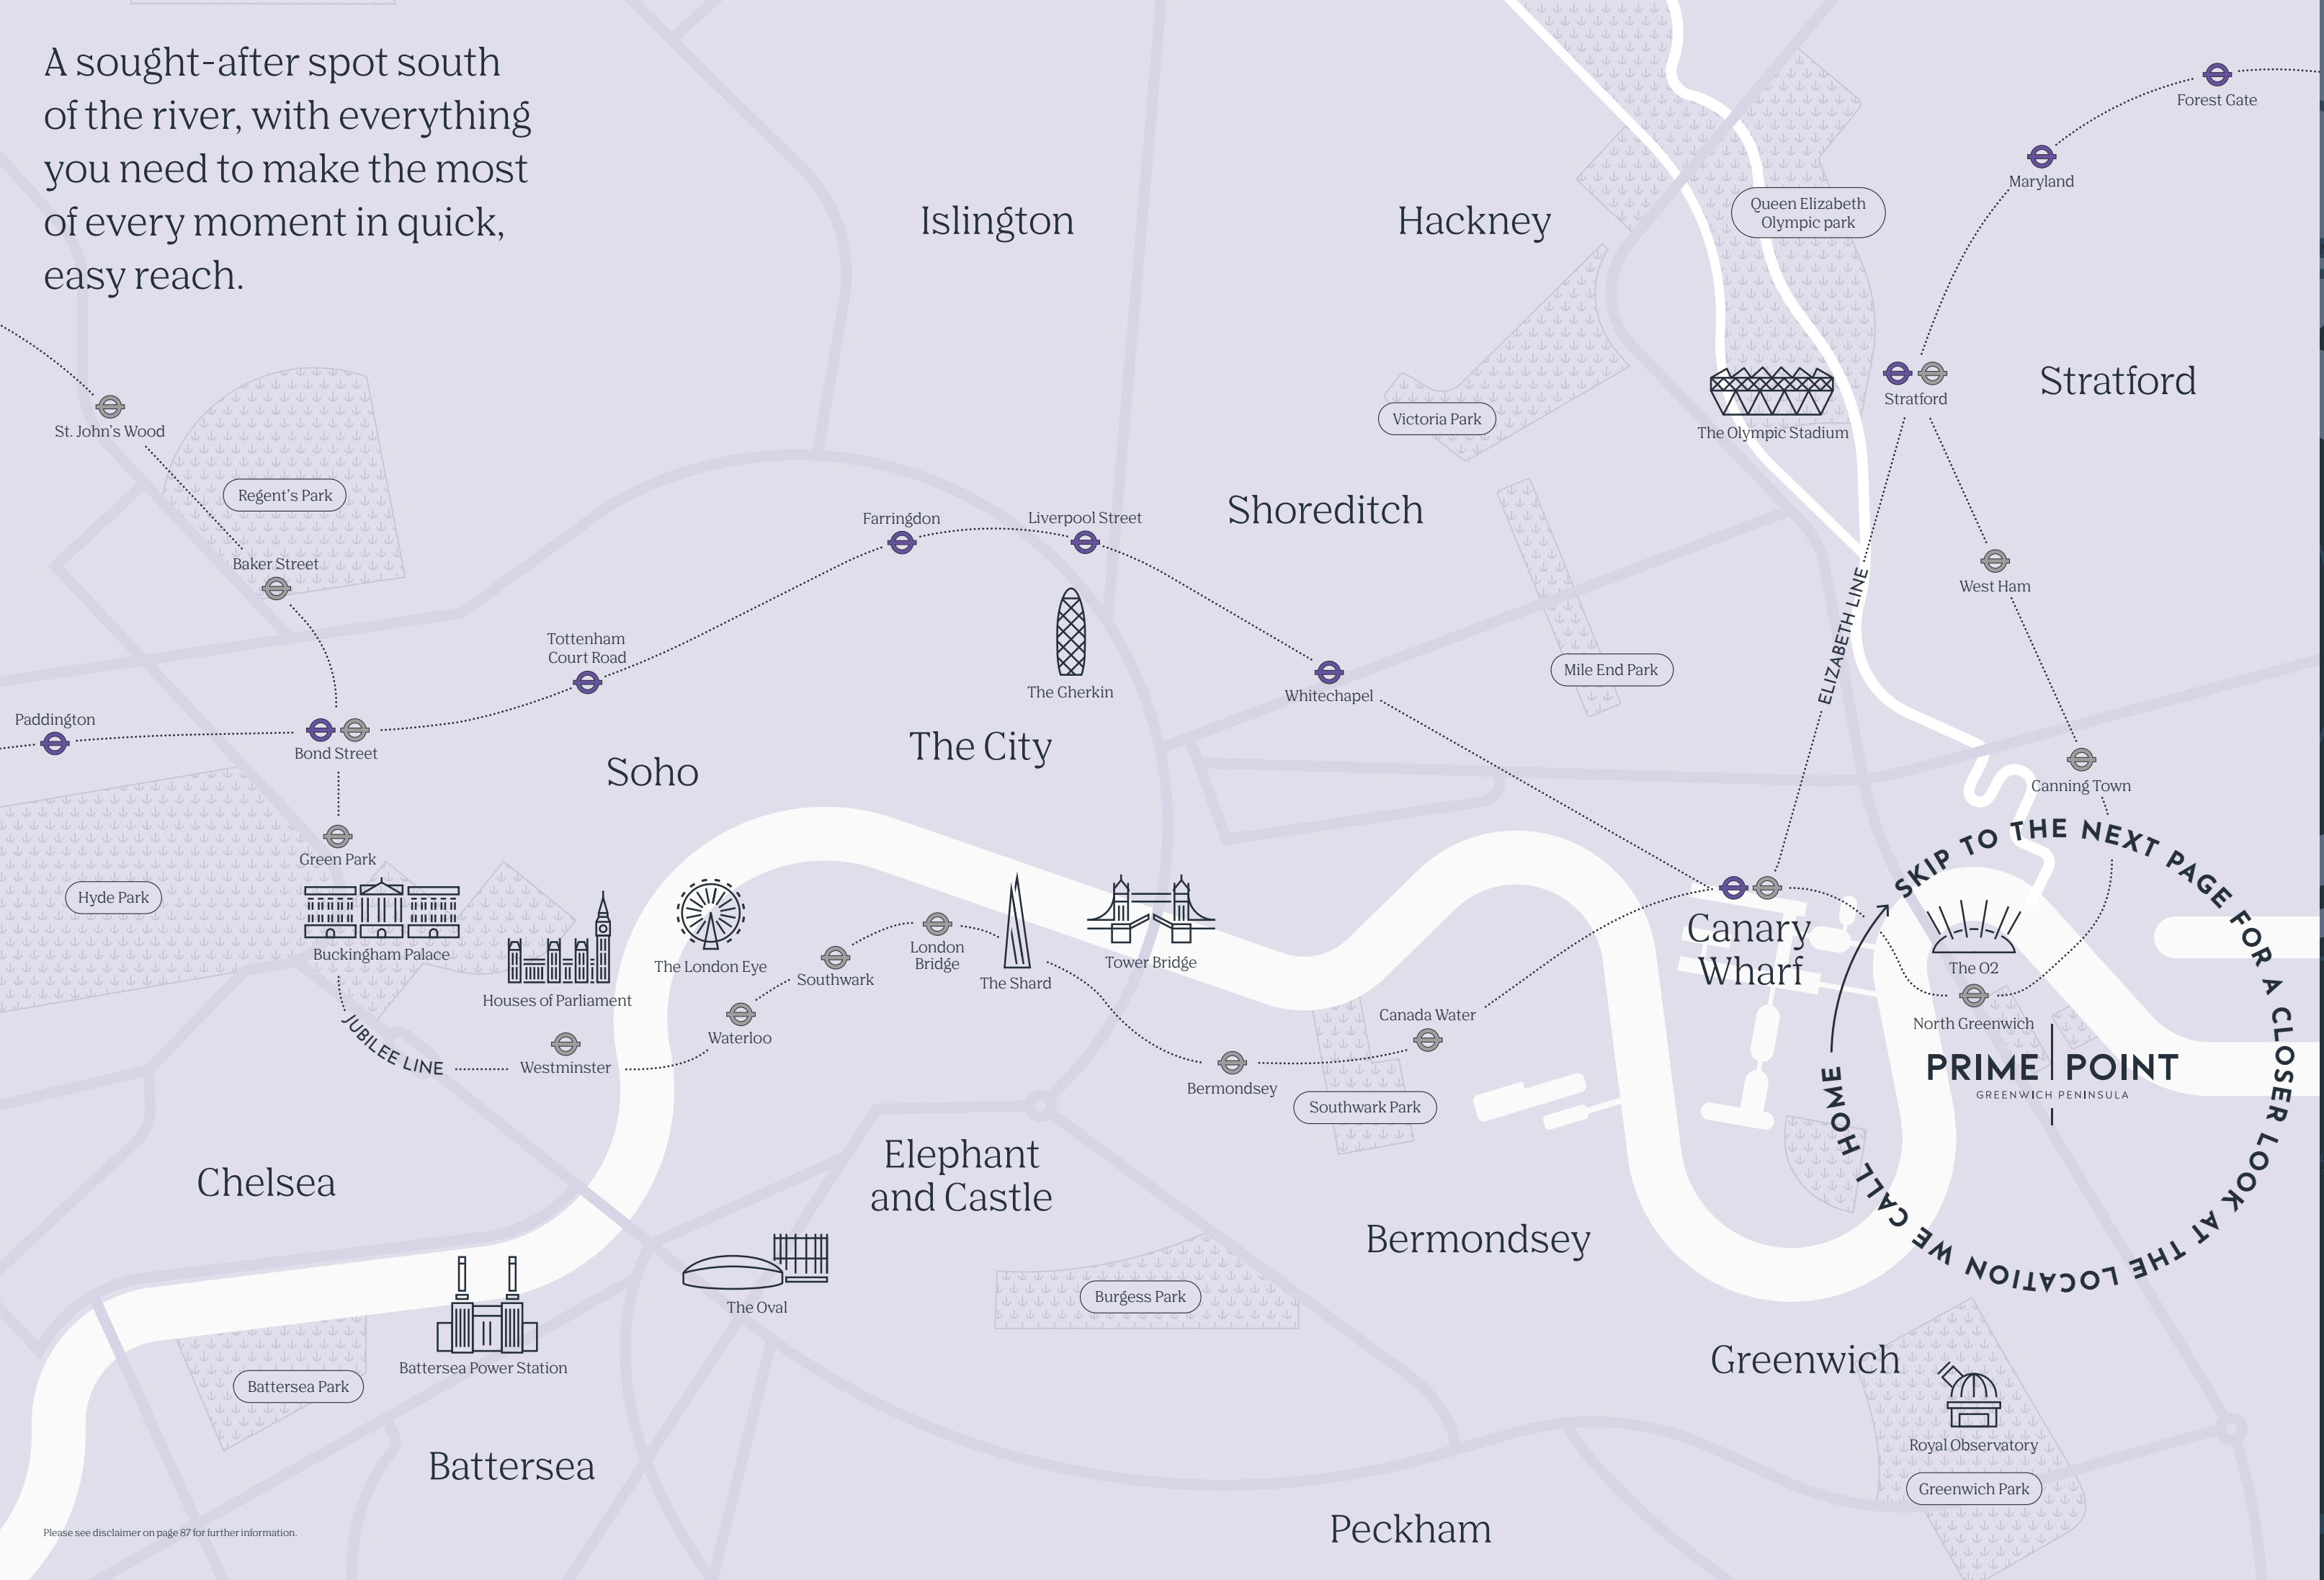 A sought-after spot south
of the river, with everything
you need to make the most
of every moment in quick,
easy reach.
Forest Gate
Maryland
Islington
Hackney
Queen Elizabeth
Olympic park
Stratford
Stratford
Victoria Park
The Olympic Stadium
St. John's Wood
Regent's Park
Shoreditch
Farringdon
Liverpool Street
Baker Street
West Ham
ELIZABETH LINE
Tottenham
Court Road
The Gherkin
Whitechapel
Mile End Park
Paddington
Bond Street
The City
Soho
Canning Town
Green Park
Hyde Park
Buckingham Palace
Houses of Parliament
The London Eye
Southwark
London
Bridge
The Shard
Tower Bridge
Canary
Wharf
The O2
North Greenwich
PRIME POINT
GREENWICH PENINSULA
SKIP TO THE NEXT PAGE FOR A CLOSER LOOK AT THE LOCATION WE CALL HOME
JUBILEE LINE
Westminster
Waterloo
Canada Water
Bermondsey
Southwark Park
Chelsea
Elephant
and Castle
Bermondsey
The Oval
Burgess Park
Battersea Power Station
Battersea Park
Greenwich
Royal Observatory
Greenwich Park
Battersea
Peckham
Please see disclaimer on page 87 for further information.